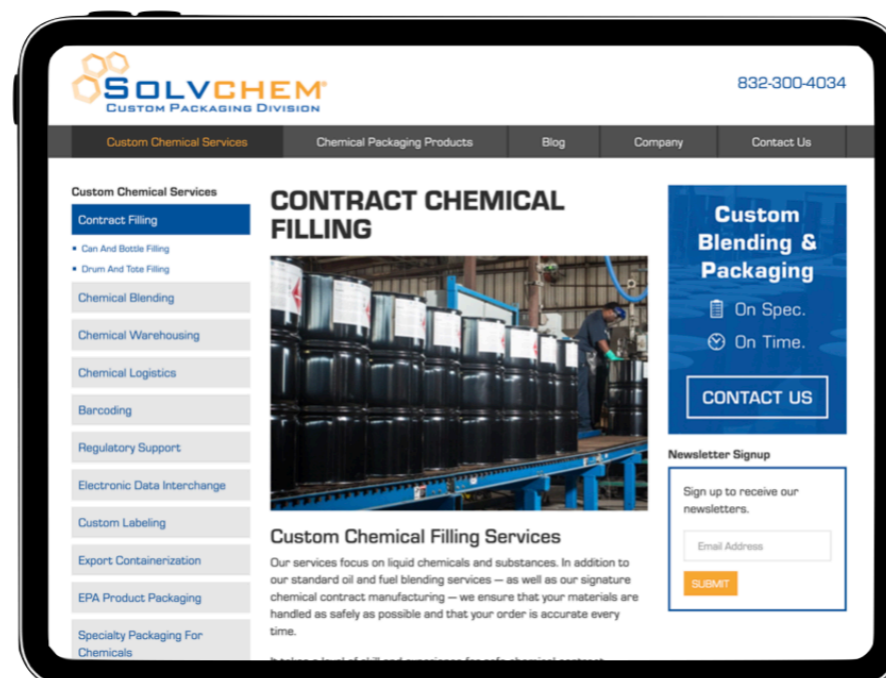 SOLVCHEM®
CUSTOM PACKAGING DIVISION
832-300-4034
Custom Chemical Services
Chemical Packaging Products
Blog
Company
Contact Us
Custom Chemical Services
Contract Filling
Can And Bottle Filling
Drum And Tote Filling
Chemical Blending
Chemical Warehousing
Chemical Logistics
Barcoding
Regulatory Support
Electronic Data Interchange
Custom Labeling
Export Containerization
EPA Product Packaging
Specialty Packaging For
Chemicals
CONTRACT CHEMICAL
FILLING
Custom Chemical Filling Services
Our services focus on liquid chemicals and substances. In addition to
our standard oil and fuel blending services — as well as our signature
chemical contract manufacturing — we ensure that your materials are
handled as safely as possible and that your order is accurate every
time.
Custom
Blending &
Packaging
On Spec.
On Time.
CONTACT US
Newsletter Signup
Sign up to receive our
newsletters.
Email Address
SUBMIT